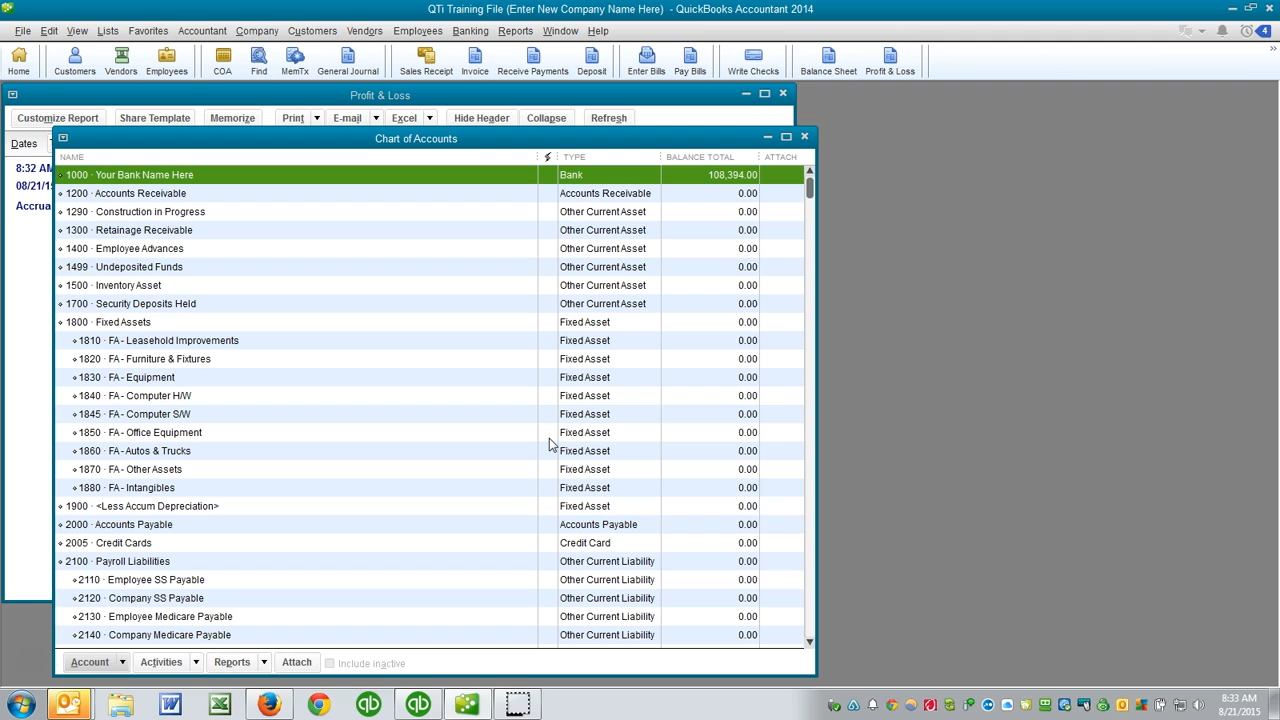 QTi Training File (Enter New Company Name Here) - QuickBooks Accountant 2014
File Edit View Lists Favorites Accountant Company Customers Vendors Employees Banking Reports Window Help
4
Home Customers Vendors Employees COA Find MemTx General Journal Sales Receipt Invoice Receive Payments Deposit Enter Bills Pay Bills Write Checks Balance Sheet Profit & Loss
Profit & Loss
Customize Report Share Template Memorize Print E-mail Excel Hide Header Collapse Refresh
Dates
8:32 AM
08/21/1
Accrua
Chart of Accounts
NAME TYPE BALANCE TOTAL ATTACH
1000 · Your Bank Name Here Bank 108,394.00
1200 · Accounts Receivable Accounts Receivable 0.00
1290 · Construction in Progress Other Current Asset 0.00
1300 · Retainage Receivable Other Current Asset 0.00
1400 · Employee Advances Other Current Asset 0.00
1499 · Undeposited Funds Other Current Asset 0.00
1500 · Inventory Asset Other Current Asset 0.00
1700 · Security Deposits Held Other Current Asset 0.00
1800 · Fixed Assets Fixed Asset 0.00
1810 · FA - Leasehold Improvements Fixed Asset 0.00
1820 · FA - Furniture & Fixtures Fixed Asset 0.00
1830 · FA - Equipment Fixed Asset 0.00
1840 · FA - Computer H/W Fixed Asset 0.00
1845 · FA - Computer S/W Fixed Asset 0.00
1850 · FA - Office Equipment Fixed Asset 0.00
1860 · FA - Autos & Trucks Fixed Asset 0.00
1870 · FA - Other Assets Fixed Asset 0.00
1880 · FA - Intangibles Fixed Asset 0.00
1900 · <Less Accum Depreciation> Fixed Asset 0.00
2000 · Accounts Payable Accounts Payable 0.00
2005 · Credit Cards Credit Card 0.00
2100 · Payroll Liabilities Other Current Liability 0.00
2110 · Employee SS Payable Other Current Liability 0.00
2120 · Company SS Payable Other Current Liability 0.00
2130 · Employee Medicare Payable Other Current Liability 0.00
2140 · Company Medicare Payable Other Current Liability 0.00
Account Activities Reports Attach Include inactive
8:33 AM
8/21/2015